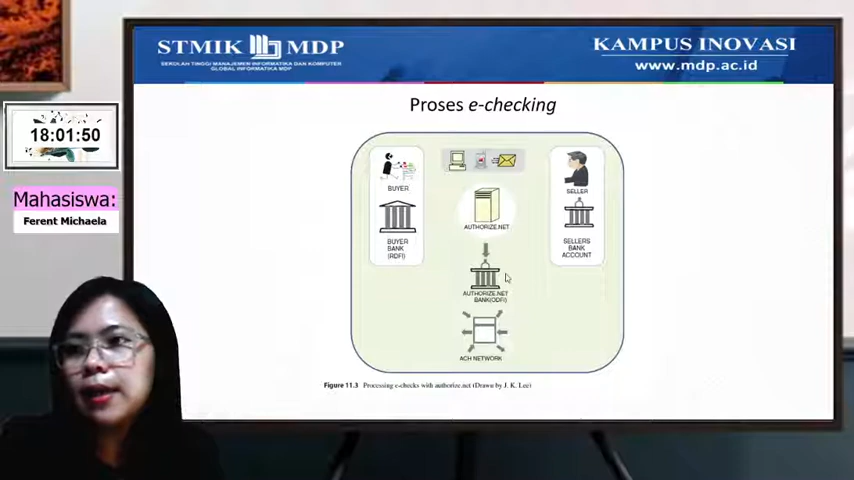 STMIK MDP
SEKOLAH TINGGI MANAJEMEN INFORMATIKA DAN KOMPUTER
GLOBAL INFORMATIKA MDP
KAMPUS INOVASI
www.mdp.ac.id
Proses e-checking
18:01:50
Mahasiswa:
Ferent Michaela
BUYER
BUYER
BANK
(RDFI)
AUTHORIZE.NET
AUTHORIZE.NET
BANK(ODFI)
ACH NETWORK
SELLER
SELLERS
BANK
ACCOUNT
Figure 11.3 Processing e-checks with authorize.net (Drawn by J. K. Lee)